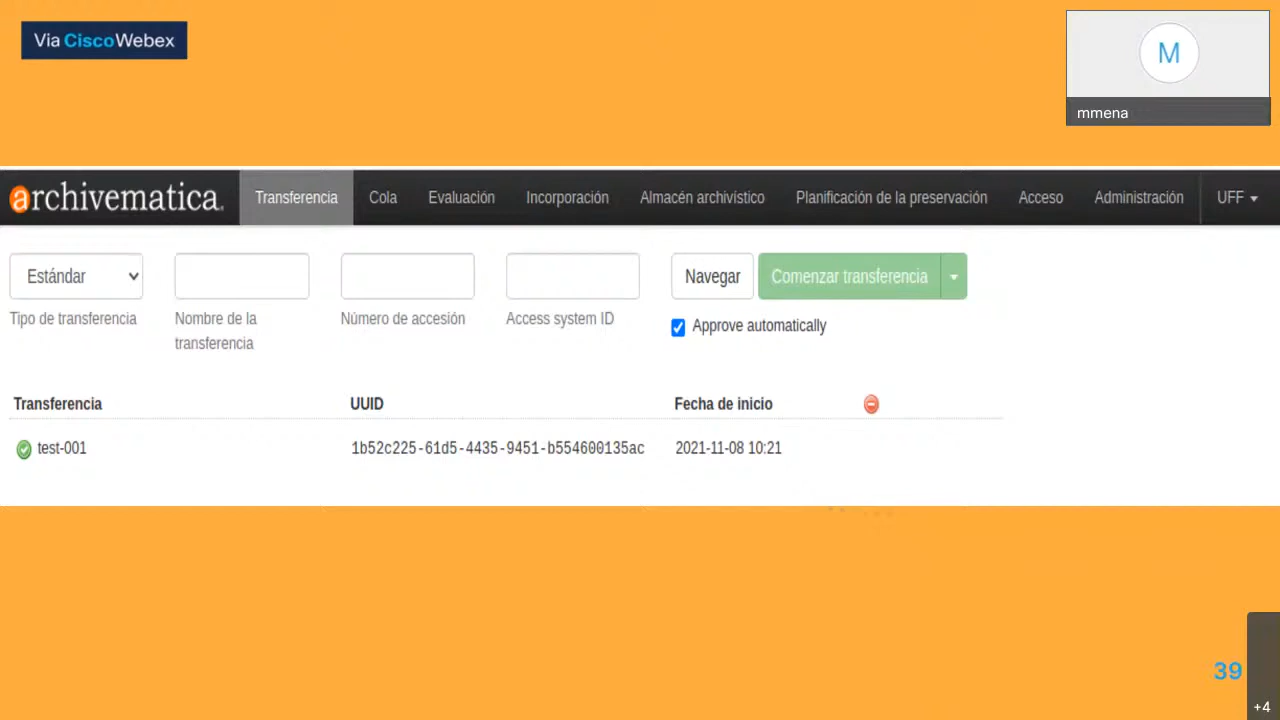 Via CiscoWebex
M
mmena
archivematica.
Transferencia Cola Evaluación Incorporación Almacén archivístico Planificación de la preservación Acceso Administración UFF
Estándar Navegar Comenzar transferencia
Tipo de transferencia Nombre de la transferencia Número de accesión Access system ID Approve automatically
Transferencia UUID Fecha de inicio
test-001 1b52c225-61d5-4435-9451-b554600135ac 2021-11-08 10:21
39
+4